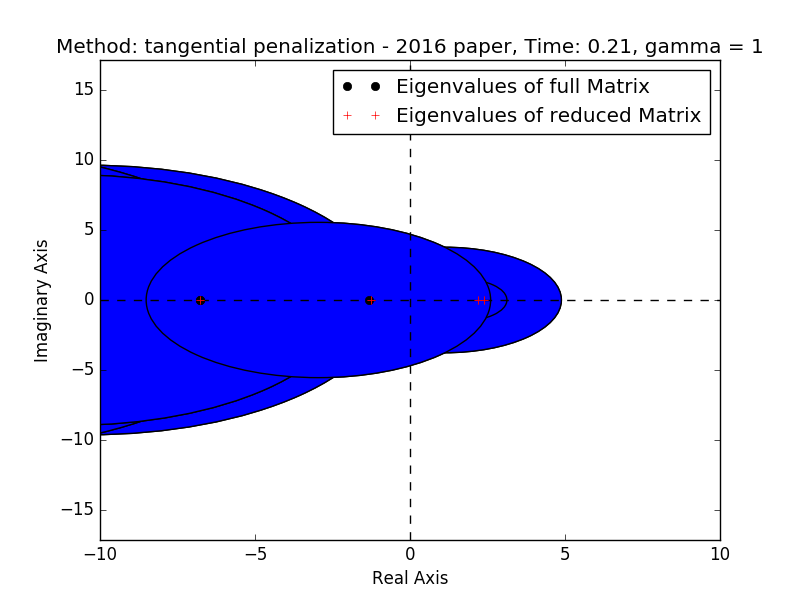 Method: tangential penalization - 2016 paper, Time: 0.21, gamma = 1
Eigenvalues of full Matrix
Eigenvalues of reduced Matrix
15
10
5
0
−5
−10
−15
Imaginary Axis
−10 −5 0 5 10
Real Axis